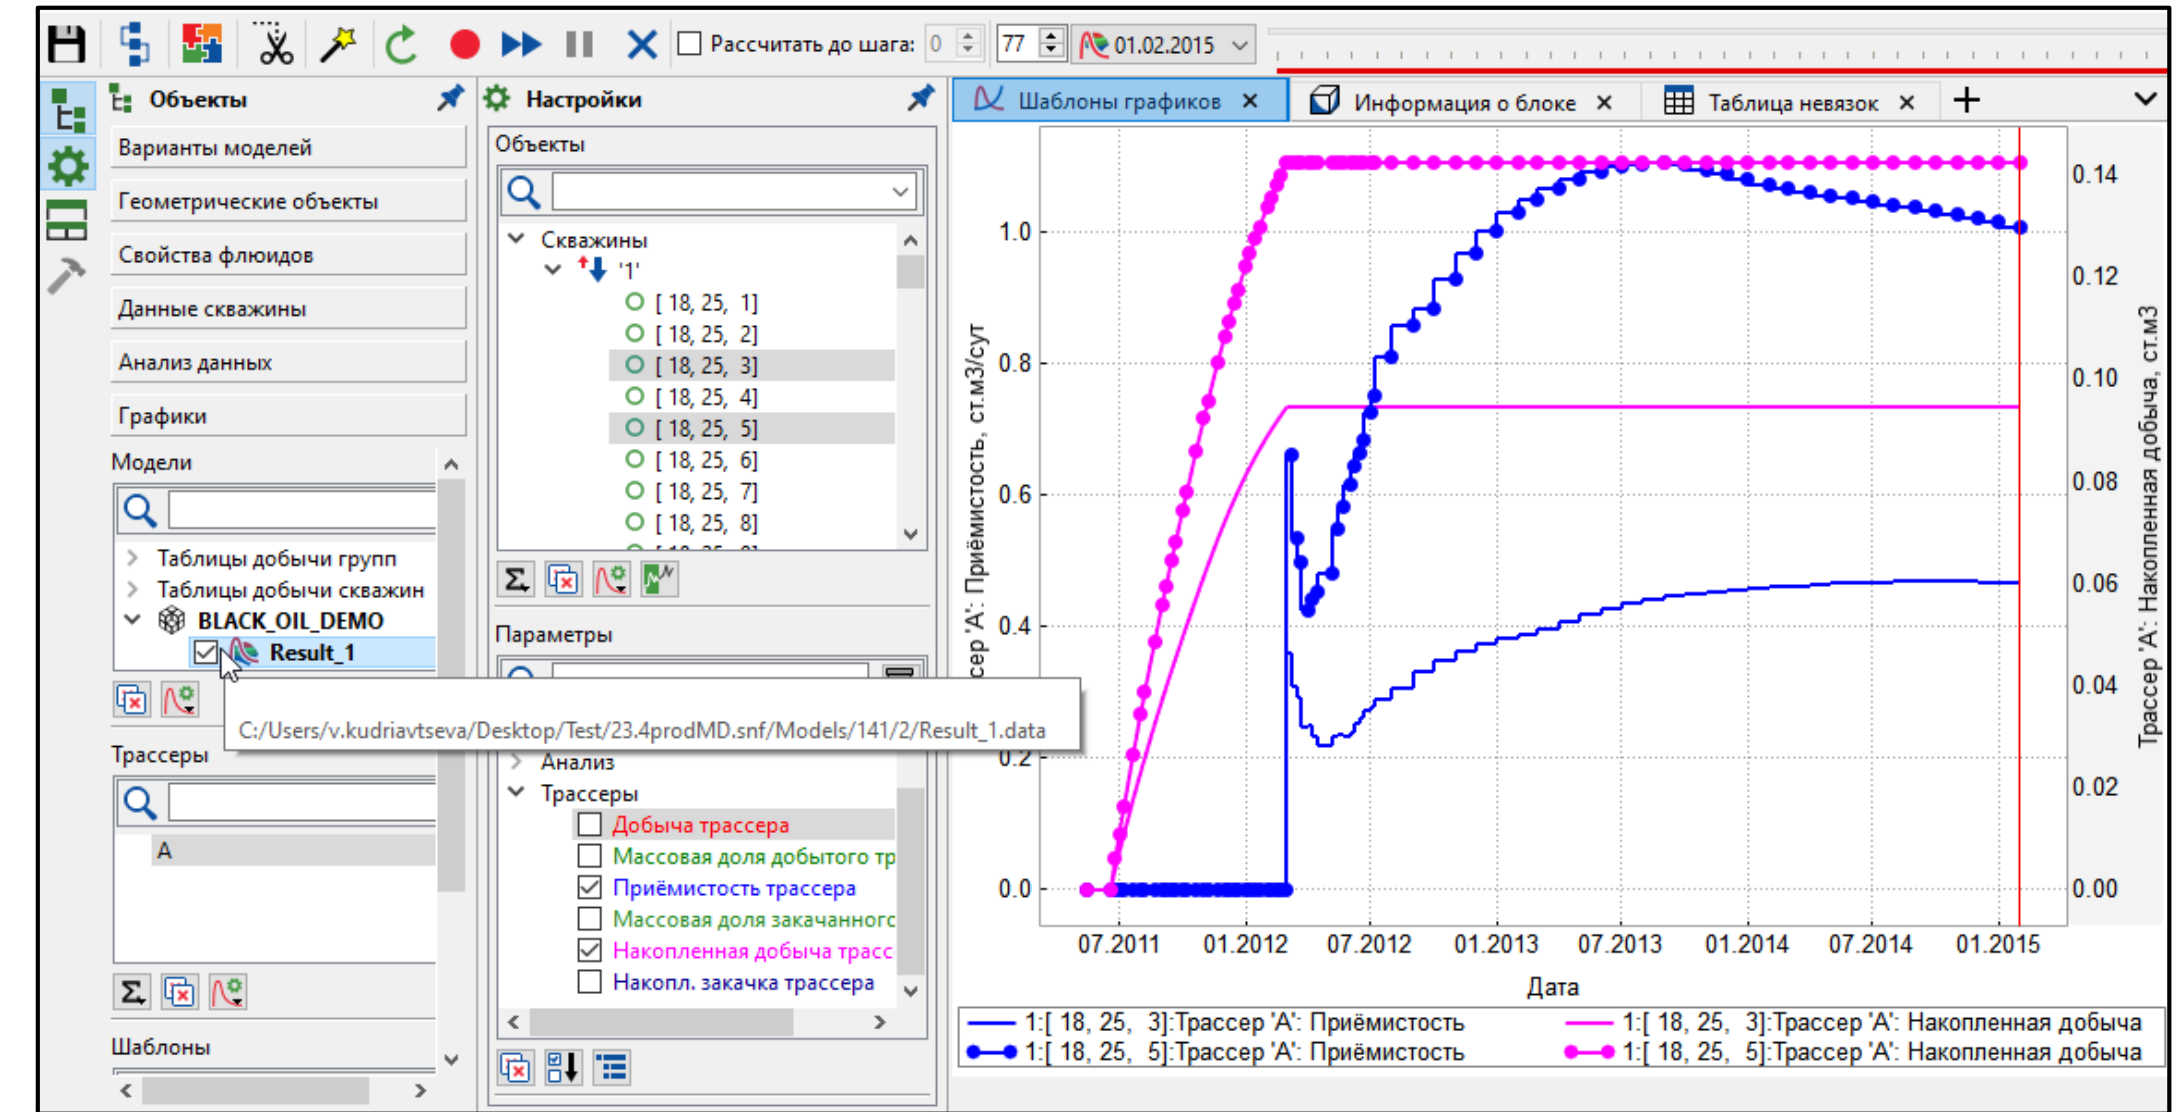 Рассчитать до шага: 0 77 01.02.2015
Объекты
Варианты моделей
Геометрические объекты
Свойства флюидов
Данные скважины
Анализ данных
Графики
Модели
Таблицы добычи групп
Таблицы добычи скважин
BLACK_OIL_DEMO
Result_1
C:/Users/v.kudriavtseva/Desktop/Test/23.4prodMD.snf/Models/141/2/Result_1.data
Трассеры
A
Шаблоны
Настройки
Объекты
Скважины
'1'
[ 18, 25, 1]
[ 18, 25, 2]
[ 18, 25, 3]
[ 18, 25, 4]
[ 18, 25, 5]
[ 18, 25, 6]
[ 18, 25, 7]
[ 18, 25, 8]
Параметры
Анализ
Трассеры
Добыча трассера
Массовая доля добытого тр
Приёмистость трассера
Массовая доля закачанного
Накопленная добыча трасс
Накопл. закачка трассера
Шаблоны графиков
Информация о блоке
Таблица невязок
1.0
0.8
0.6
0.4
0.2
0.0
ссер 'A': Приёмистость, ст.м3/сут
0.14
0.12
0.10
0.08
0.06
0.04
0.02
0.00
Трассер 'A': Накопленная добыча, ст.м3
07.2011 01.2012 07.2012 01.2013 07.2013 01.2014 07.2014 01.2015
Дата
1:[ 18, 25, 3]:Трассер 'A': Приёмистость
1:[ 18, 25, 3]:Трассер 'A': Накопленная добыча
1:[ 18, 25, 5]:Трассер 'A': Приёмистость
1:[ 18, 25, 5]:Трассер 'A': Накопленная добыча